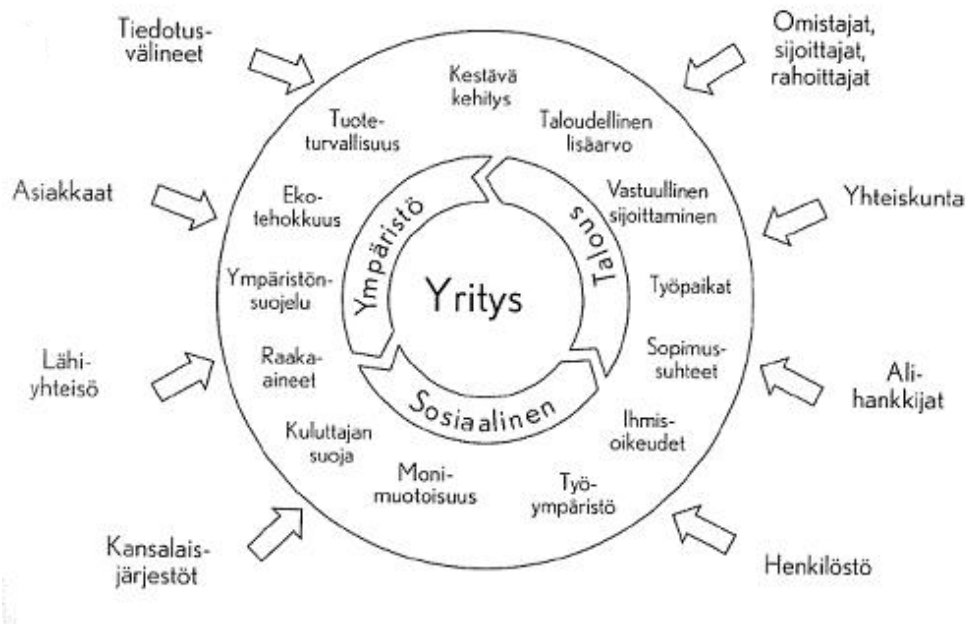 Tiedotus-
välineet
Omistajat,
sijoittajat,
rahoittajat
Kestävä
kehitys
Tuote-
turvallisuus
Taloudellinen
lisäarvo
Asiakkaat
Eko-
tehokkuus
Vastuullinen
sijoittaminen
Yhteiskunta
Ympäristö
Talous
Ympäristön-
suojelu
Yritys
Työpaikat
Lähi-
yhteisö
Raaka-
aineet
Sopimus-
suhteet
Ali-
hankkijat
Sosiaalinen
Kuluttajan
suoja
Ihmis-
oikeudet
Moni-
muotoisuus
Työ-
ympäristö
Kansalais-
järjestöt
Henkilöstö